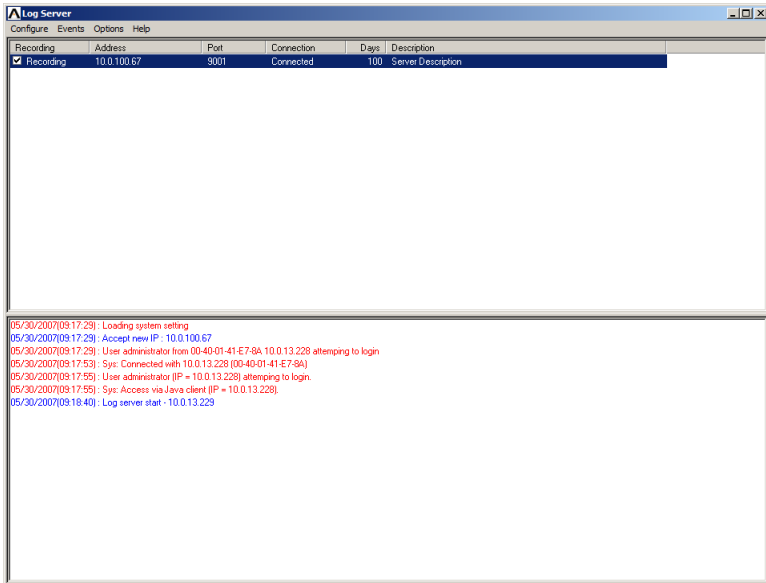 Log Server
Configure Events Options Help
Recording Address Port Connection Days Description
Recording 10.0.100.67 9001 Connected 100 Server Description
05/30/2007(09:17:29) : Loading system setting
05/30/2007(09:17:29) : Accept new IP : 10.0.100.67
05/30/2007(09:17:29) : User administrator from 00-40-01-41-E7-8A 10.0.13.228 attemping to login
05/30/2007(09:17:53) : Sys: Connected with 10.0.13.228 (00-40-01-41-E7-8A)
05/30/2007(09:17:55) : User administrator (IP = 10.0.13.228) attemping to login.
05/30/2007(09:17:55) : Sys: Access via Java client (IP = 10.0.13.228).
05/30/2007(09:18:40) : Log server start - 10.0.13.229